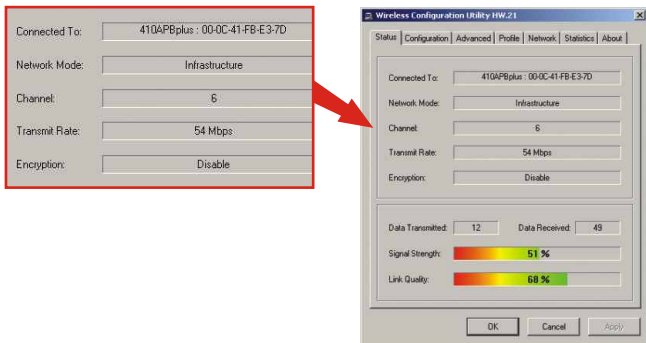 Connected To: 410APBplus : 00-0C-41-FB-E3-7D
Network Mode: Infrastructure
Channel: 6
Transmit Rate: 54 Mbps
Encryption: Disable
Wireless Configuration Utility HW.21
Status Configuration Advanced Profile Network Statistics About
Connected To: 410APBplus : 00-0C-41-FB-E3-7D
Network Mode: Infrastructure
Channel: 6
Transmit Rate: 54 Mbps
Encryption: Disable
Data Transmitted: 12 Data Received: 49
Signal Strength: 51 %
Link Quality: 68 %
OK Cancel Apply